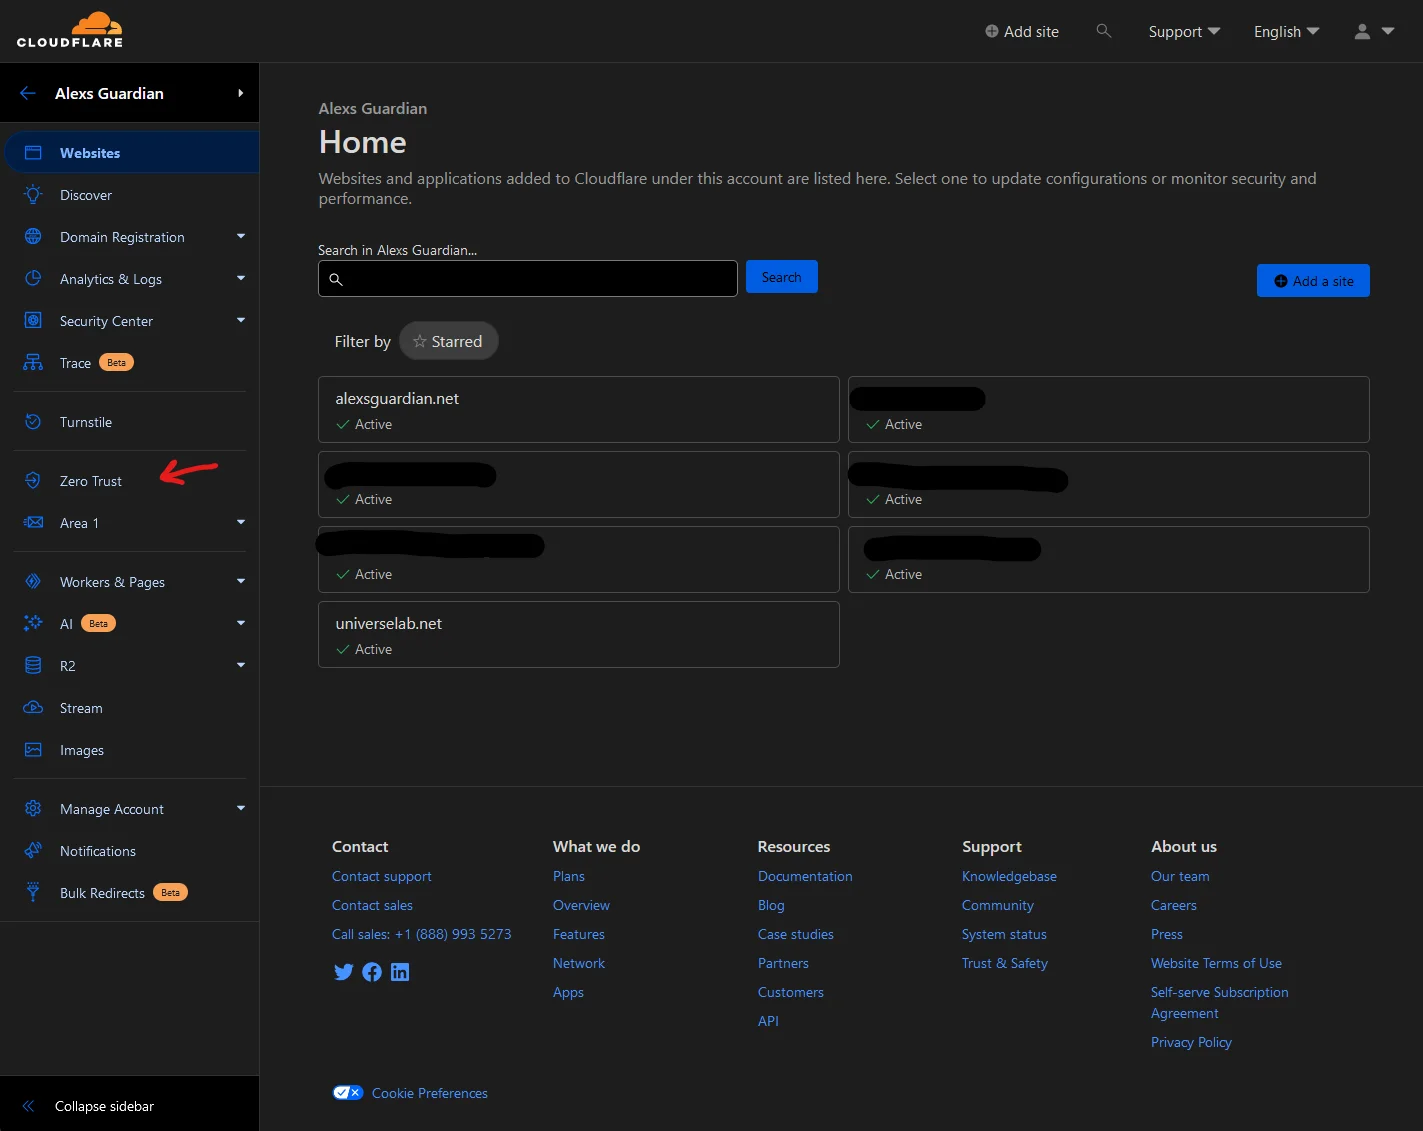 CLOUDFLARE
Add site
Support
English
Alexs Guardian
Websites
Discover
Domain Registration
Analytics & Logs
Security Center
Trace Beta
Turnstile
Zero Trust
Area 1
Workers & Pages
AI Beta
R2
Stream
Images
Manage Account
Notifications
Bulk Redirects Beta
Collapse sidebar
Alexs Guardian
Home
Websites and applications added to Cloudflare under this account are listed here. Select one to update configurations or monitor security and
performance.
Search in Alexs Guardian...
Search
Add a site
Filter by Starred
alexsguardian.net
Active
Active
Active
Active
Active
Active
universelab.net
Active
Contact
Contact support
Contact sales
Call sales: +1 (888) 993 5273
What we do
Plans
Overview
Features
Network
Apps
Resources
Documentation
Blog
Case studies
Partners
Customers
API
Support
Knowledgebase
Community
System status
Trust & Safety
About us
Our team
Careers
Press
Website Terms of Use
Self-serve Subscription
Agreement
Privacy Policy
Cookie Preferences